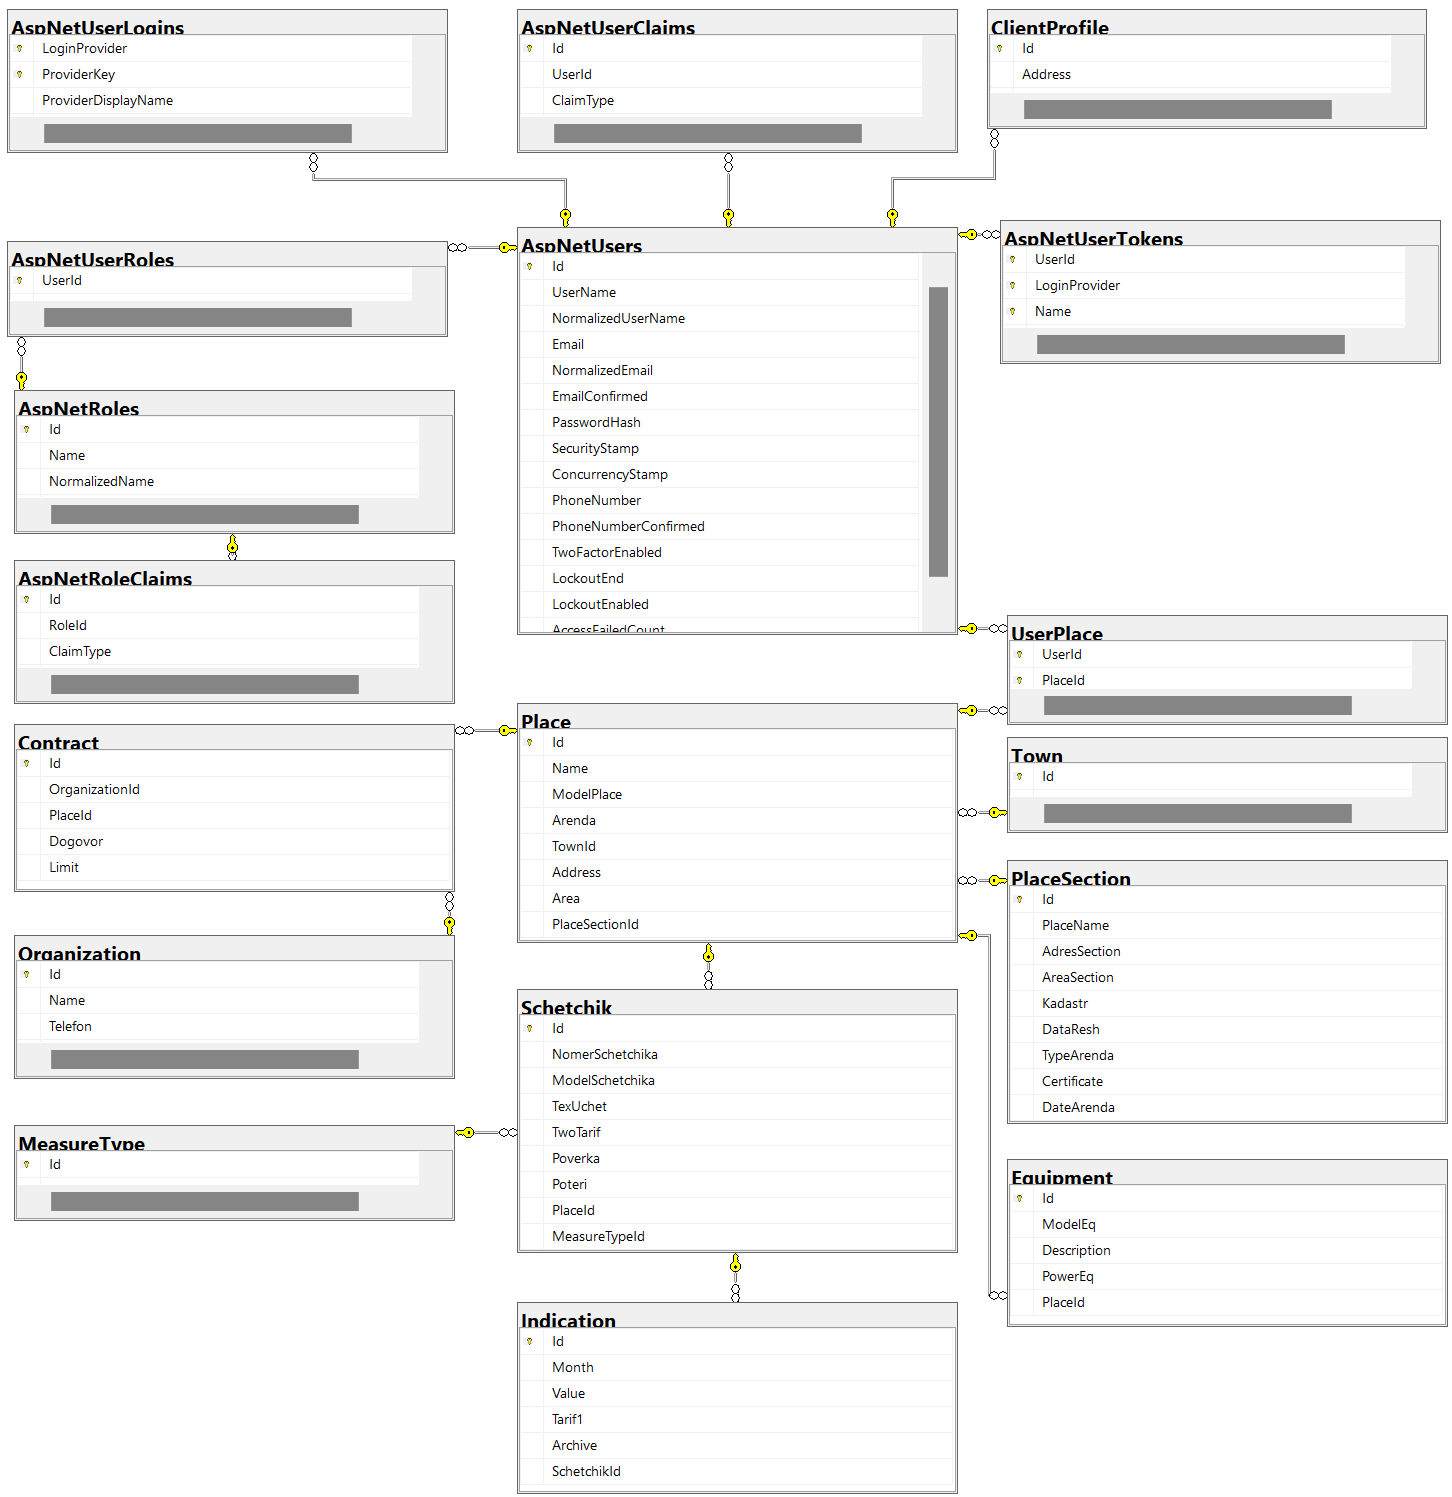 AspNetUserLogins
LoginProvider
ProviderKey
ProviderDisplayName
AspNetUserClaims
Id
UserId
ClaimType
ClientProfile
Id
Address
AspNetUserRoles
UserId
AspNetUsers
Id
UserName
NormalizedUserName
Email
NormalizedEmail
EmailConfirmed
PasswordHash
SecurityStamp
ConcurrencyStamp
PhoneNumber
PhoneNumberConfirmed
TwoFactorEnabled
LockoutEnd
LockoutEnabled
AccessFailedCount
AspNetUserTokens
UserId
LoginProvider
Name
AspNetRoles
Id
Name
NormalizedName
AspNetRoleClaims
Id
RoleId
ClaimType
UserPlace
UserId
PlaceId
Contract
Id
OrganizationId
PlaceId
Dogovor
Limit
Place
Id
Name
ModelPlace
Arenda
TownId
Address
Area
PlaceSectionId
Town
Id
PlaceSection
Id
PlaceName
AdresSection
AreaSection
Kadastr
DataResh
TypeArenda
Certificate
DateArenda
Organization
Id
Name
Telefon
Schetchik
Id
NomerSchetchika
ModelSchetchika
TexUchet
TwoTarif
Poverka
Poteri
PlaceId
MeasureTypeId
MeasureType
Id
Equipment
Id
ModelEq
Description
PowerEq
PlaceId
Indication
Id
Month
Value
Tarif1
Archive
SchetchikId